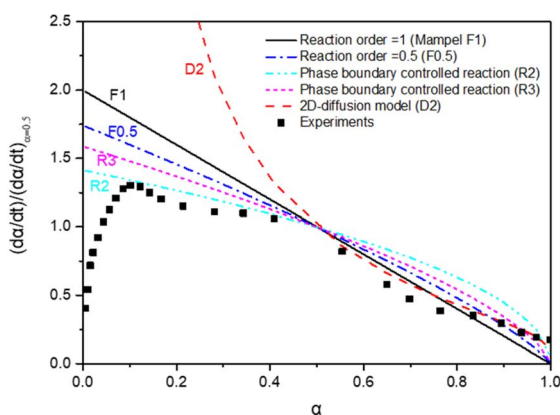 2.5
2.0
1.5
1.0
0.5
0.0
(dα/dt)/(dα/dt)α=0.5
0.0
0.2
0.4
0.6
0.8
1.0
α
Reaction order =1 (Mampel F1)
Reaction order =0.5 (F0.5)
Phase boundary controlled reaction (R2)
Phase boundary controlled reaction (R3)
2D-diffusion model (D2)
Experiments
D2
F1
F0.5
R3
R2